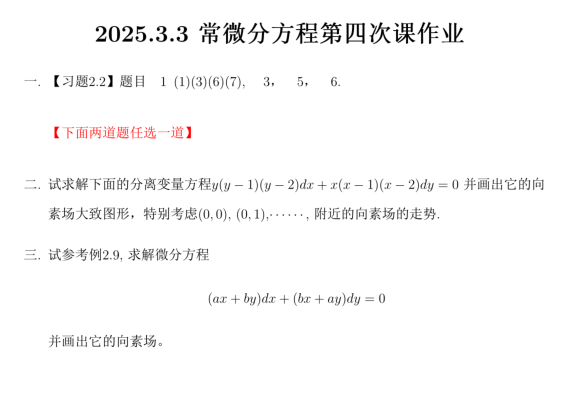 2025.3.3 常微分方程第四次课作业
一. 【习题2.2】题目 1 (1)(3)(6)(7), 3， 5， 6.
【下面两道题任选一道】
二. 试求解下面的分离变量方程y(y − 1)(y − 2)dx + x(x − 1)(x − 2)dy = 0 并画出它的向
素场大致图形，特别考虑(0, 0), (0, 1),⋯⋯, 附近的向素场的走势.
三. 试参考例2.9, 求解微分方程
(ax + by)dx + (bx + ay)dy = 0
并画出它的向素场。